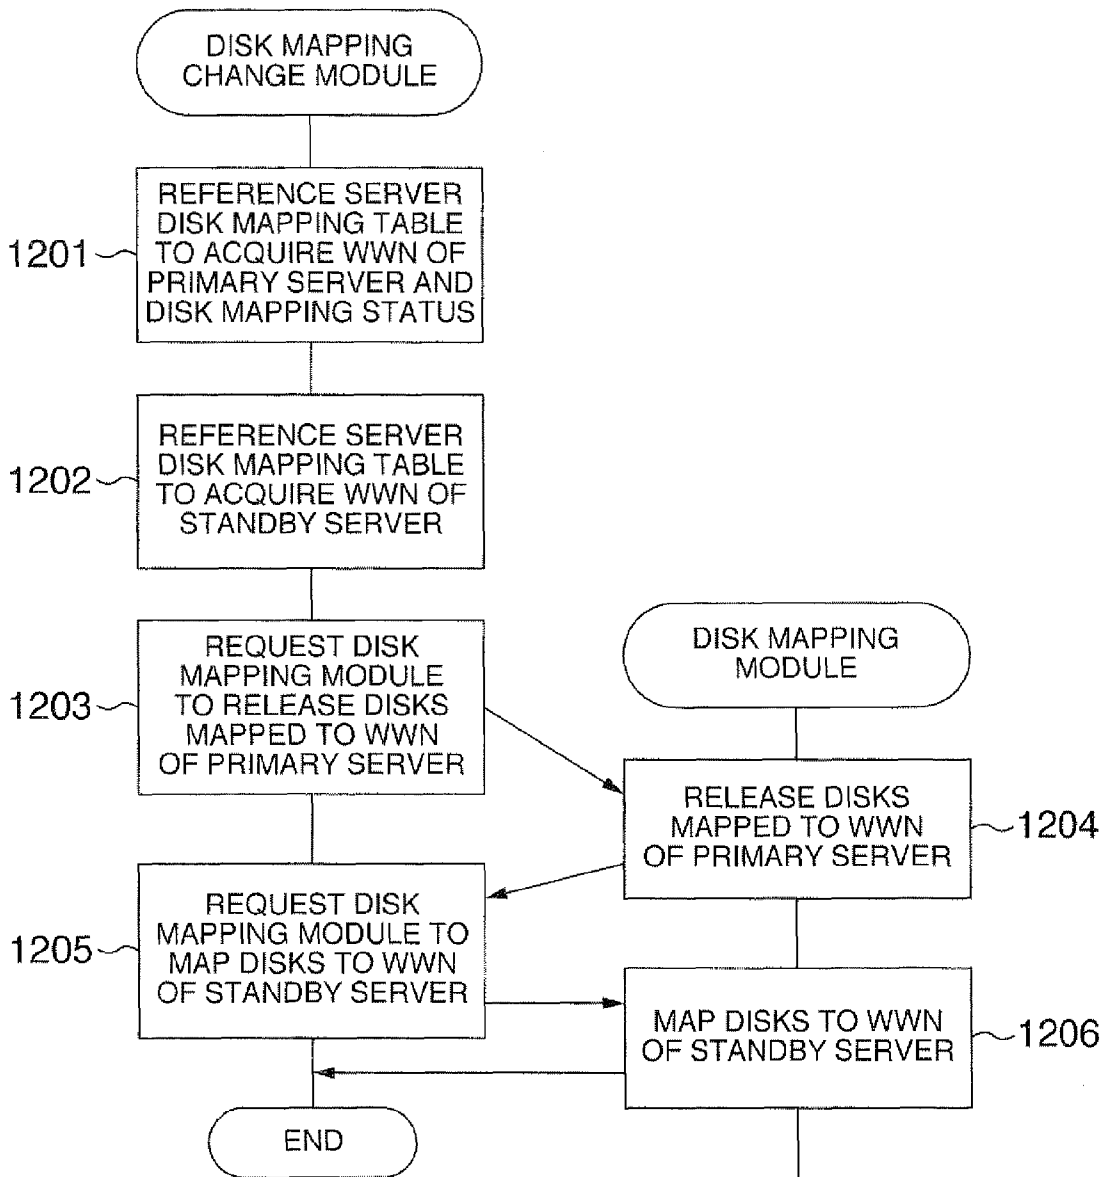 DISK MAPPING
CHANGE MODULE
1201
REFERENCE SERVER
DISK MAPPING TABLE
TO ACQUIRE WWN OF
PRIMARY SERVER AND
DISK MAPPING STATUS
1202
REFERENCE SERVER
DISK MAPPING TABLE
TO ACQUIRE WWN OF
STANDBY SERVER
1203
REQUEST DISK
MAPPING MODULE
TO RELEASE DISKS
MAPPED TO WWN
OF PRIMARY SERVER
DISK MAPPING
MODULE
RELEASE DISKS
MAPPED TO WWN
OF PRIMARY SERVER
1204
1205
REQUEST DISK
MAPPING MODULE TO
MAP DISKS TO WWN
OF STANDBY SERVER
MAP DISKS TO WWN
OF STANDBY SERVER
1206
END